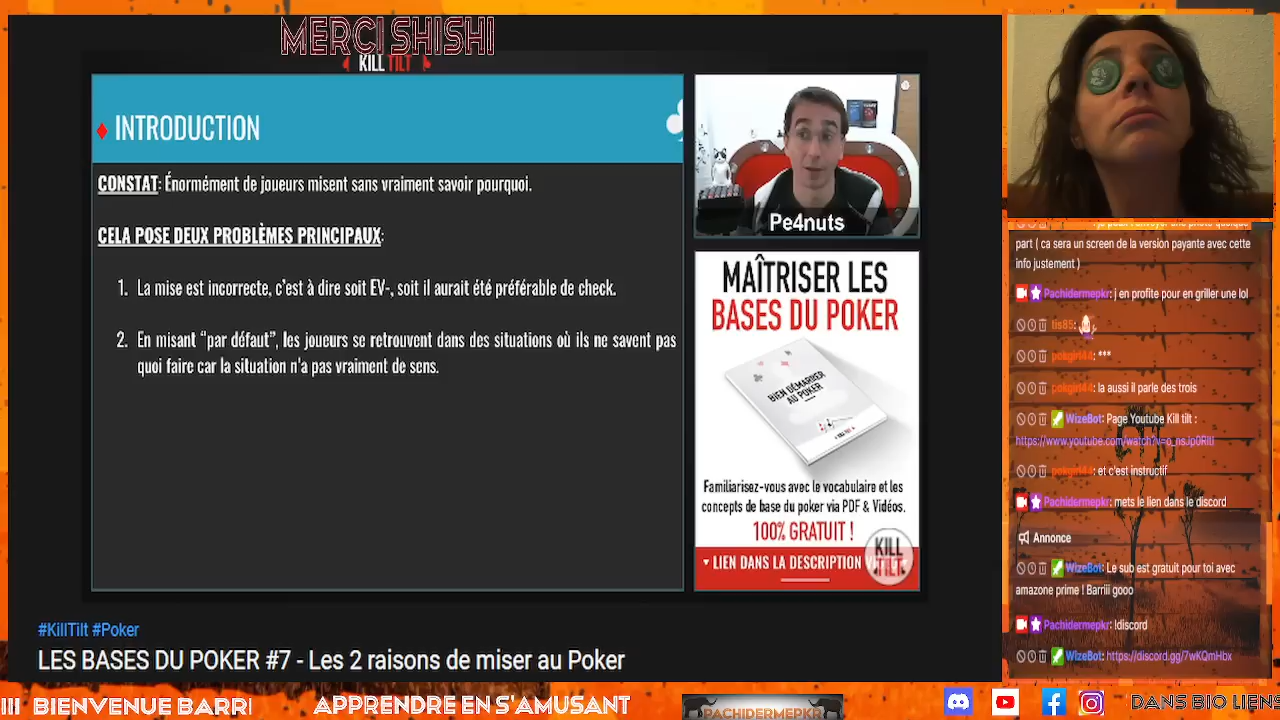 MERCI SHISHI
KILL TILT
INTRODUCTION
CONSTAT: Énormément de joueurs misent sans vraiment savoir pourquoi.
CELA POSE DEUX PROBLÈMES PRINCIPAUX:
1. La mise est incorrecte, c'est à dire soit EV-, soit il aurait été préférable de check.
2. En misant “par défaut”, les joueurs se retrouvent dans des situations où ils ne savent pas
quoi faire car la situation n'a pas vraiment de sens.
Pe4nuts
MAÎTRISER LES
BASES DU POKER
BIEN DÉMARRER
AU POKER
Familiarisez-vous avec le vocabulaire et les
concepts de base du poker via PDF & Vidéos.
100% GRATUIT !
LIEN DANS LA DESCRIPTION
KILL
TILT
#KillTilt #Poker
LES BASES DU POKER #7 - Les 2 raisons de miser au Poker
part ( ca sera un screen de la version payante avec cette
info justement )
Pachidermepkr: j en profite pour en griller une lol
tis85:
pokgirl44: ***
pokgirl44: la aussi il parle des trois
WizeBot: Page Youtube Kill tilt :
pokgirl44: et c'est instructif
Pachidermepkr: mets le lien dans le discord
Annonce
WizeBot: Le sub est gratuit pour toi avec
amazone prime ! Barriii gooo
Pachidermepkr: !discord
WizeBot: https://discord.gg/7wKQmHbx
III BIENVENUE BARRI
APPRENDRE EN S'AMUSANT
PACHIDERMEPKR
DANS BIO LIENS